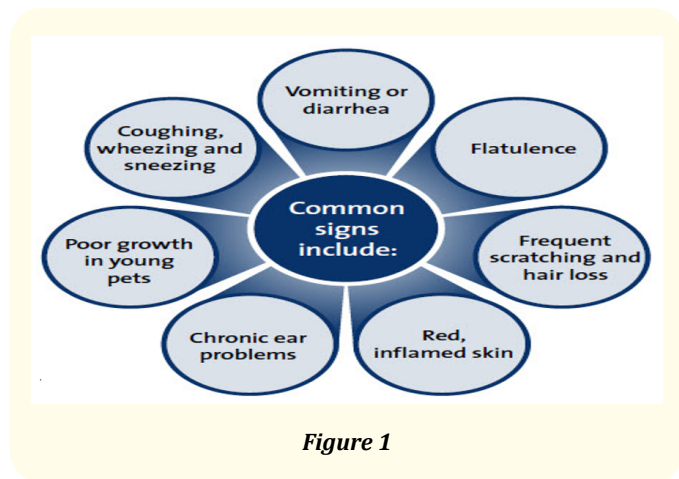 Vomiting or
diarrhea
Coughing,
wheezing and
sneezing
Flatulence
Common
signs
include:
Poor growth
in young
pets
Frequent
scratching and
hair loss
Chronic ear
problems
Red,
inflamed skin
Figure 1